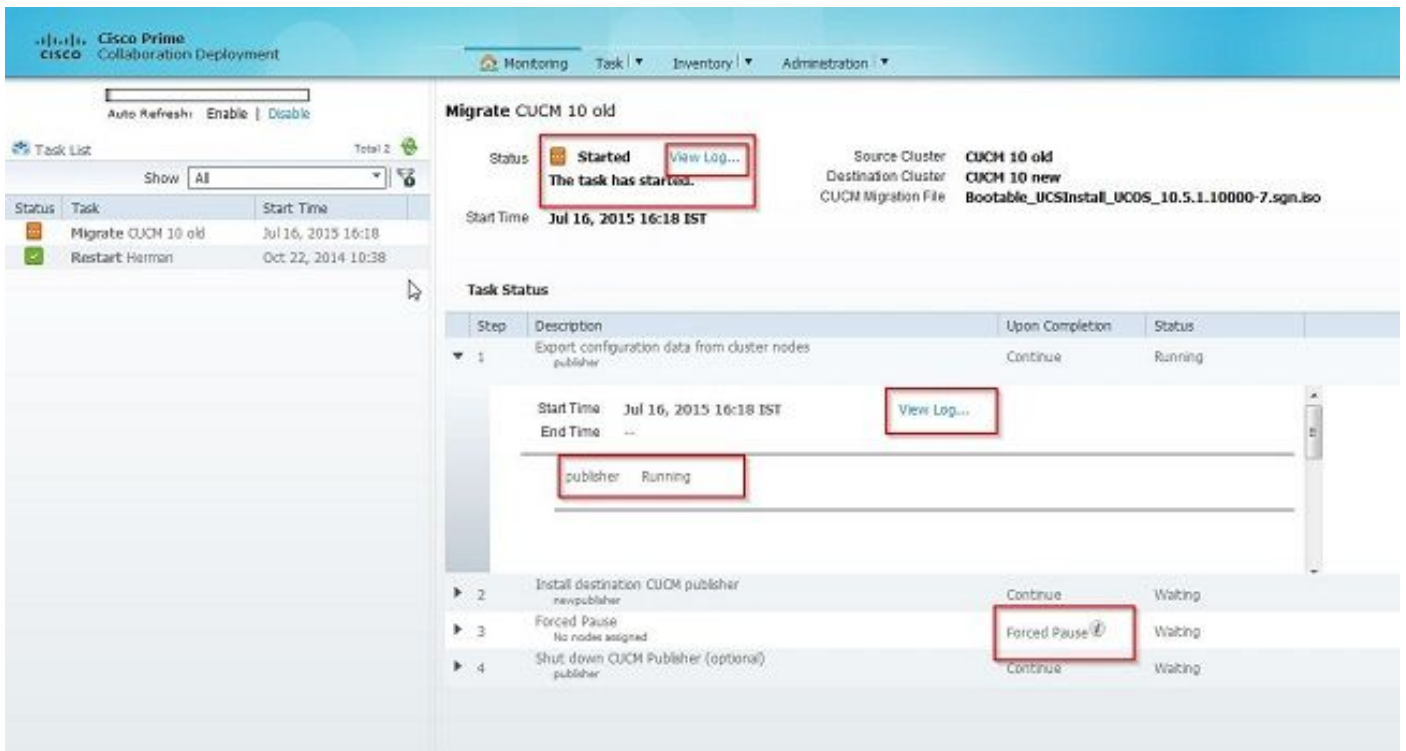 Cisco Prime
CISCO Collaboration Deployment
Monitoring Task Inventory Administration
Auto Refresh: Enable | Disable
Task List Total 2
Show All
Status Task Start Time
Migrate CUCM 10 old Jul 16, 2015 16:18
Restart Herman Oct 22, 2014 10:38
Migrate CUCM 10 old
Status Started View Log...
The task has started.
Start Time Jul 16, 2015 16:18 IST
Source Cluster CUCM 10 old
Destination Cluster CUCM 10 new
CUCM Migration File Bootable_UCSInstall_UCOS_10.5.1.10000-7.sgn.iso
Task Status
Step Description Upon Completion Status
1 Export configuration data from cluster nodes Continue Running
publisher
Start Time Jul 16, 2015 16:18 IST View Log...
End Time --
publisher Running
2 Install destination CUCM publisher Continue Waiting
newpublisher
3 Forced Pause Forced Pause Waiting
No nodes assigned
4 Shut down CUCM Publisher (optional) Continue Waiting
publisher